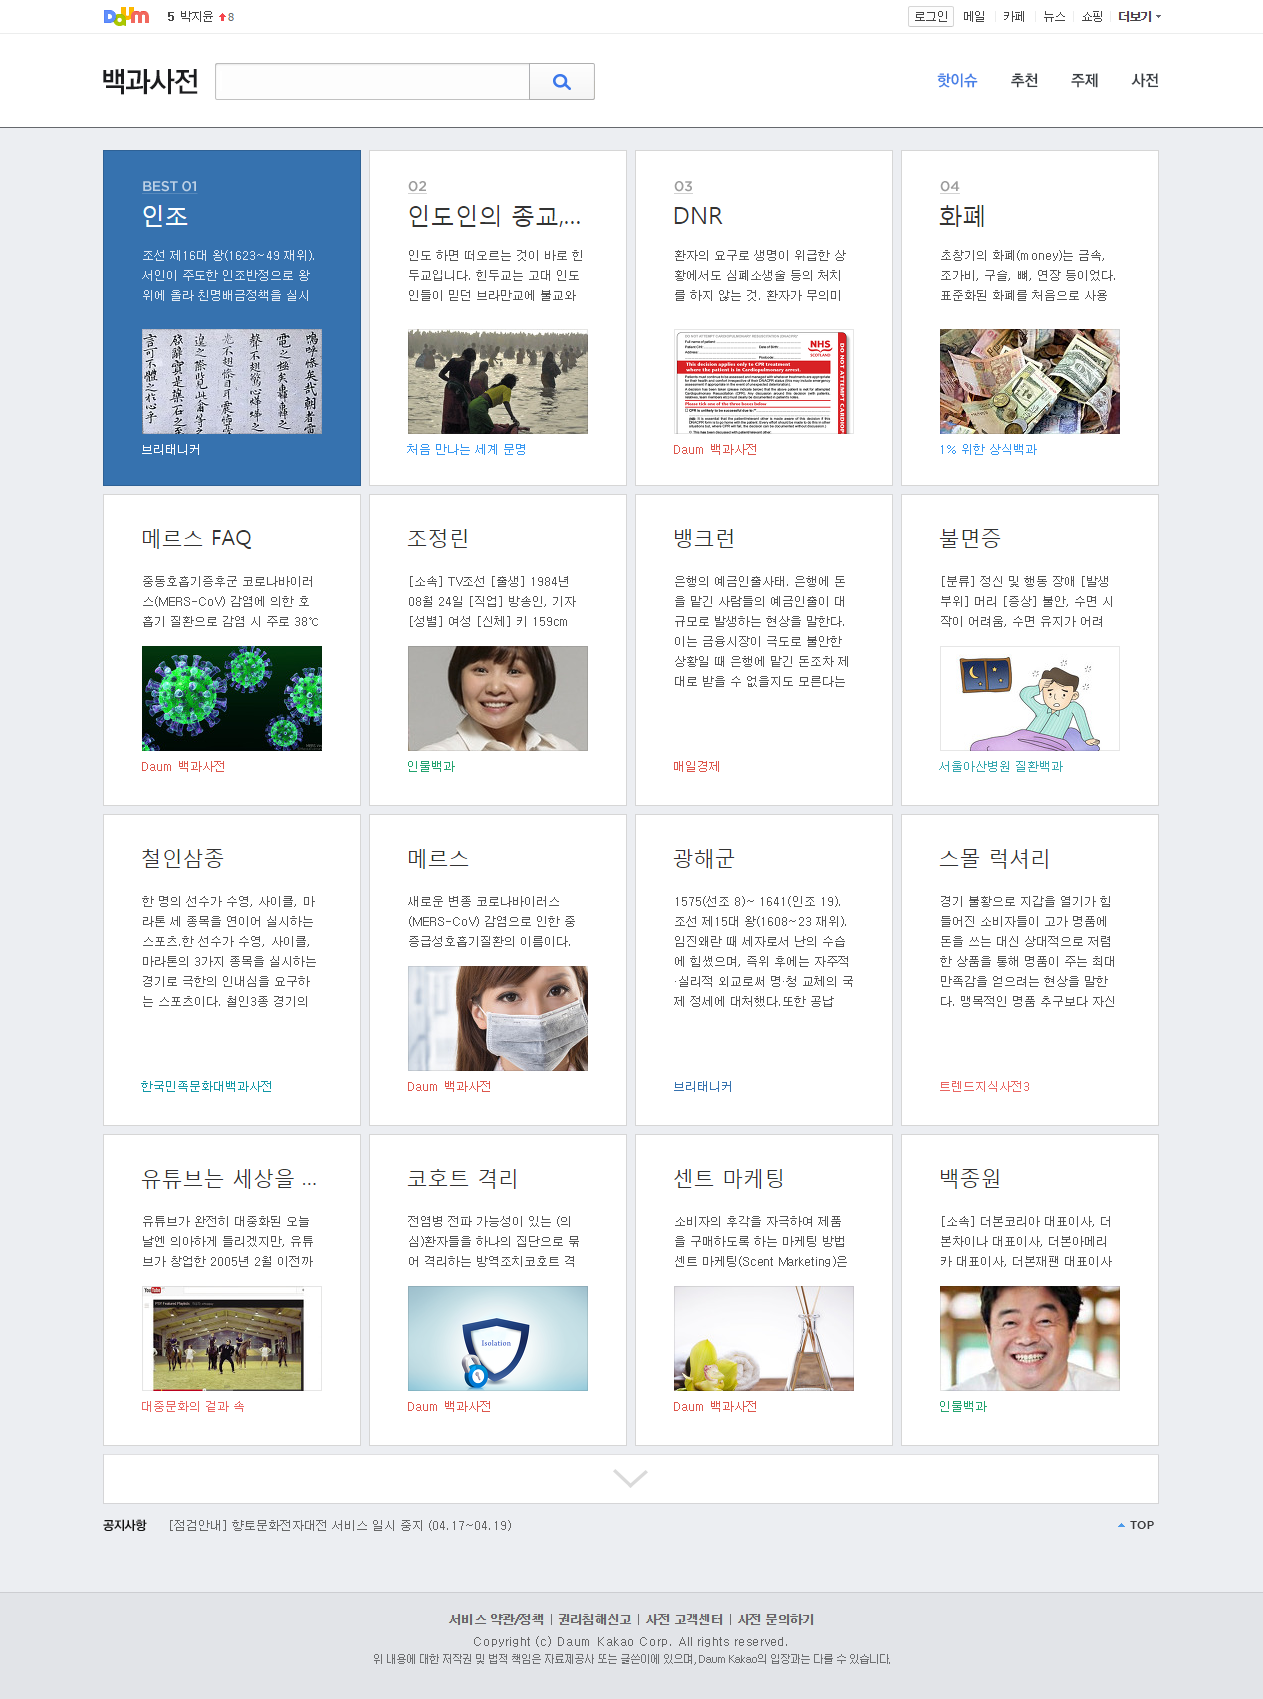 Daum 5 박지윤 8 로그인 메일 카페 뉴스 쇼핑 더보기
백과사전 핫이슈 추천 주제 사전
BEST 01
인조
조선 제16대 왕(1623~49 재위).
서인이 주도한 인조반정으로 왕
위에 올라 친명배금정책을 실시
브리태니커
02
인도인의 종교,...
인도 하면 떠오르는 것이 바로 힌
두교입니다. 힌두교는 고대 인도
인들이 믿던 브라만교에 불교와
처음 만나는 세계 문명
03
DNR
환자의 요구로 생명이 위급한 상
황에서도 심폐소생술 등의 처치
를 하지 않는 것. 환자가 무의미
NHS
SCOTLAND
This decision applies only to CPR treatment
where the patient is in Cardiopulmonary arrest.
DO NOT ATTEMPT CARDIOP
Daum 백과사전
04
화폐
초창기의 화폐(money)는 금속,
조가비, 구슬, 뼈, 연장 등이었다.
표준화된 화폐를 처음으로 사용
1% 위한 상식백과
메르스 FAQ
중동호흡기증후군 코로나바이러
스(MERS-CoV) 감염에 의한 호
흡기 질환으로 감염 시 주로 38℃
Daum 백과사전
조정린
[소속] TV조선 [출생] 1984년
08월 24일 [직업] 방송인, 기자
[성별] 여성 [신체] 키 159cm
인물백과
뱅크런
은행의 예금인출사태. 은행에 돈
을 맡긴 사람들의 예금인출이 대
규모로 발생하는 현상을 말한다.
이는 금융시장이 극도로 불안한
상황일 때 은행에 맡긴 돈조차 제
대로 받을 수 없을지도 모른다는
매일경제
불면증
[분류] 정신 및 행동 장애 [발생
부위] 머리 [증상] 불안, 수면 시
작이 어려움, 수면 유지가 어려
서울아산병원 질환백과
철인삼종
한 명의 선수가 수영, 사이클, 마
라톤 세 종목을 연이어 실시하는
스포츠.한 선수가 수영, 사이클,
마라톤의 3가지 종목을 실시하는
경기로 극한의 인내심을 요구하
는 스포츠이다. 철인3종 경기의
한국민족문화대백과사전
메르스
새로운 변종 코로나바이러스
(MERS-CoV) 감염으로 인한 중
증급성호흡기질환의 이름이다.
Daum 백과사전
광해군
1575(선조 8)~ 1641(인조 19).
조선 제15대 왕(1608~23 재위).
임진왜란 때 세자로서 난의 수습
에 힘썼으며, 즉위 후에는 자주적
·실리적 외교로써 명·청 교체의 국
제 정세에 대처했다.또한 공납
브리태니커
스몰 럭셔리
경기 불황으로 지갑을 열기가 힘
들어진 소비자들이 고가 명품에
돈을 쓰는 대신 상대적으로 저렴
한 상품을 통해 명품이 주는 최대
만족감을 얻으려는 현상을 말한
다. 맹목적인 명품 추구보다 자신
트렌드지식사전3
유튜브는 세상을 ...
유튜브가 완전히 대중화된 오늘
날엔 의아하게 들리겠지만, 유튜
브가 창업한 2005년 2월 이전까
YouTube
대중문화의 겉과 속
코호트 격리
전염병 전파 가능성이 있는 (의
심)환자들을 하나의 집단으로 묶
어 격리하는 방역조치코호트 격
Isolation
Daum 백과사전
센트 마케팅
소비자의 후각을 자극하여 제품
을 구매하도록 하는 마케팅 방법
센트 마케팅(Scent Marketing)은
Daum 백과사전
백종원
[소속] 더본코리아 대표이사, 더
본차이나 대표이사, 더본아메리
카 대표이사, 더본재팬 대표이사
인물백과
공지사항 [점검안내] 향토문화전자대전 서비스 일시 중지 (04.17~04.19) TOP
서비스 약관/정책 | 권리침해신고 | 사전 고객센터 | 사전 문의하기
Copyright (c) Daum Kakao Corp. All rights reserved.
위 내용에 대한 저작권 및 법적 책임은 자료제공사 또는 글쓴이에 있으며, Daum Kakao의 입장과는 다를 수 있습니다.